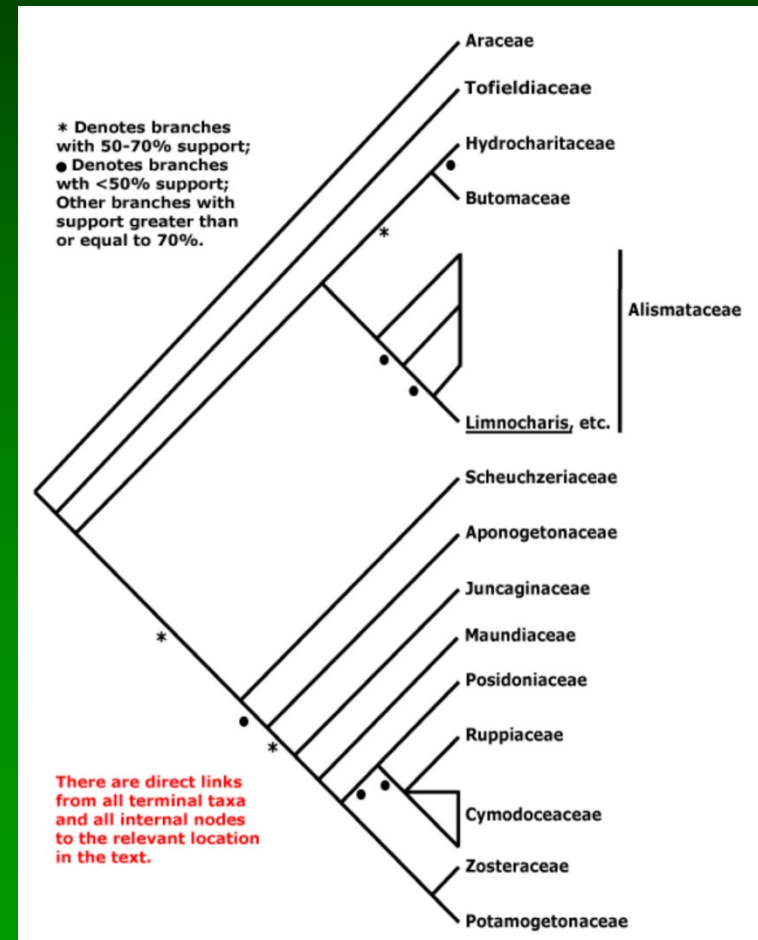 Araceae
Tofieldiaceae
* Denotes branches
with 50-70% support;
● Denotes branches
wth <50% support;
Other branches with
support greater than
or equal to 70%.
Hydrocharitaceae
●
Butomaceae
*
Alismataceae
●
●
Limnocharis, etc.
Scheuchzeriaceae
Aponogetonaceae
Juncaginaceae
Maundiaceae
*
Posidoniaceae
●
*
Ruppiaceae
There are direct links
from all terminal taxa
and all internal nodes
to the relevant location
in the text.
●
●
Cymodoceaceae
Zosteraceae
Potamogetonaceae